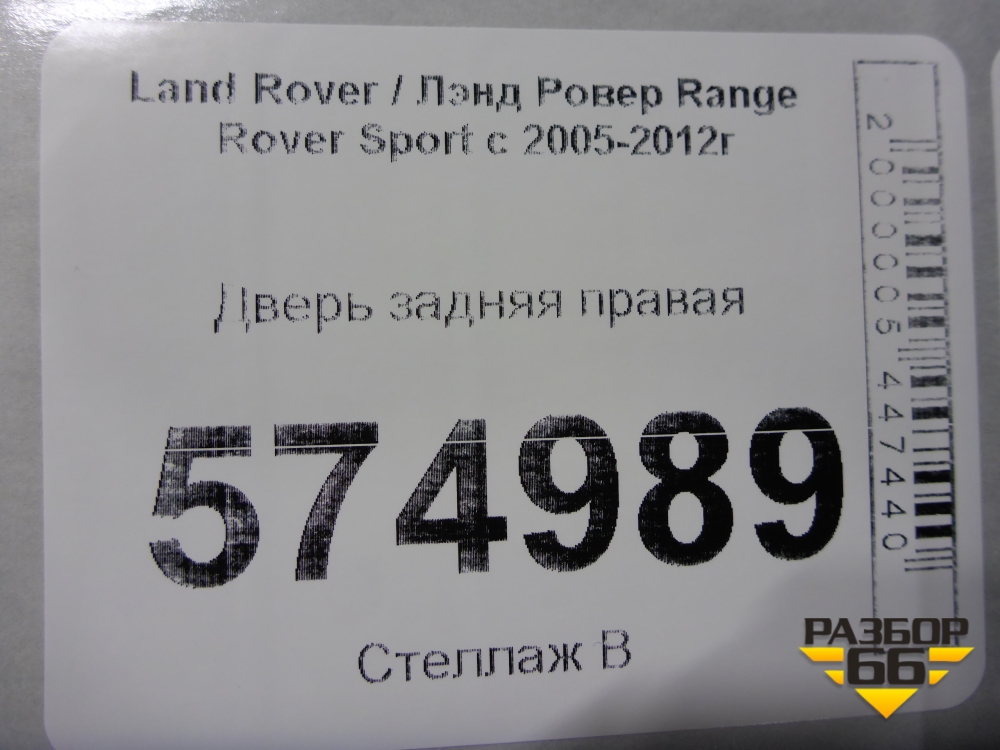 Land Rover / Лэнд Ровер Range
Rover Sport с 2005-2012г
Дверь задняя правая
574989
Стеллаж В
2000005447440
РАЗБОР
66